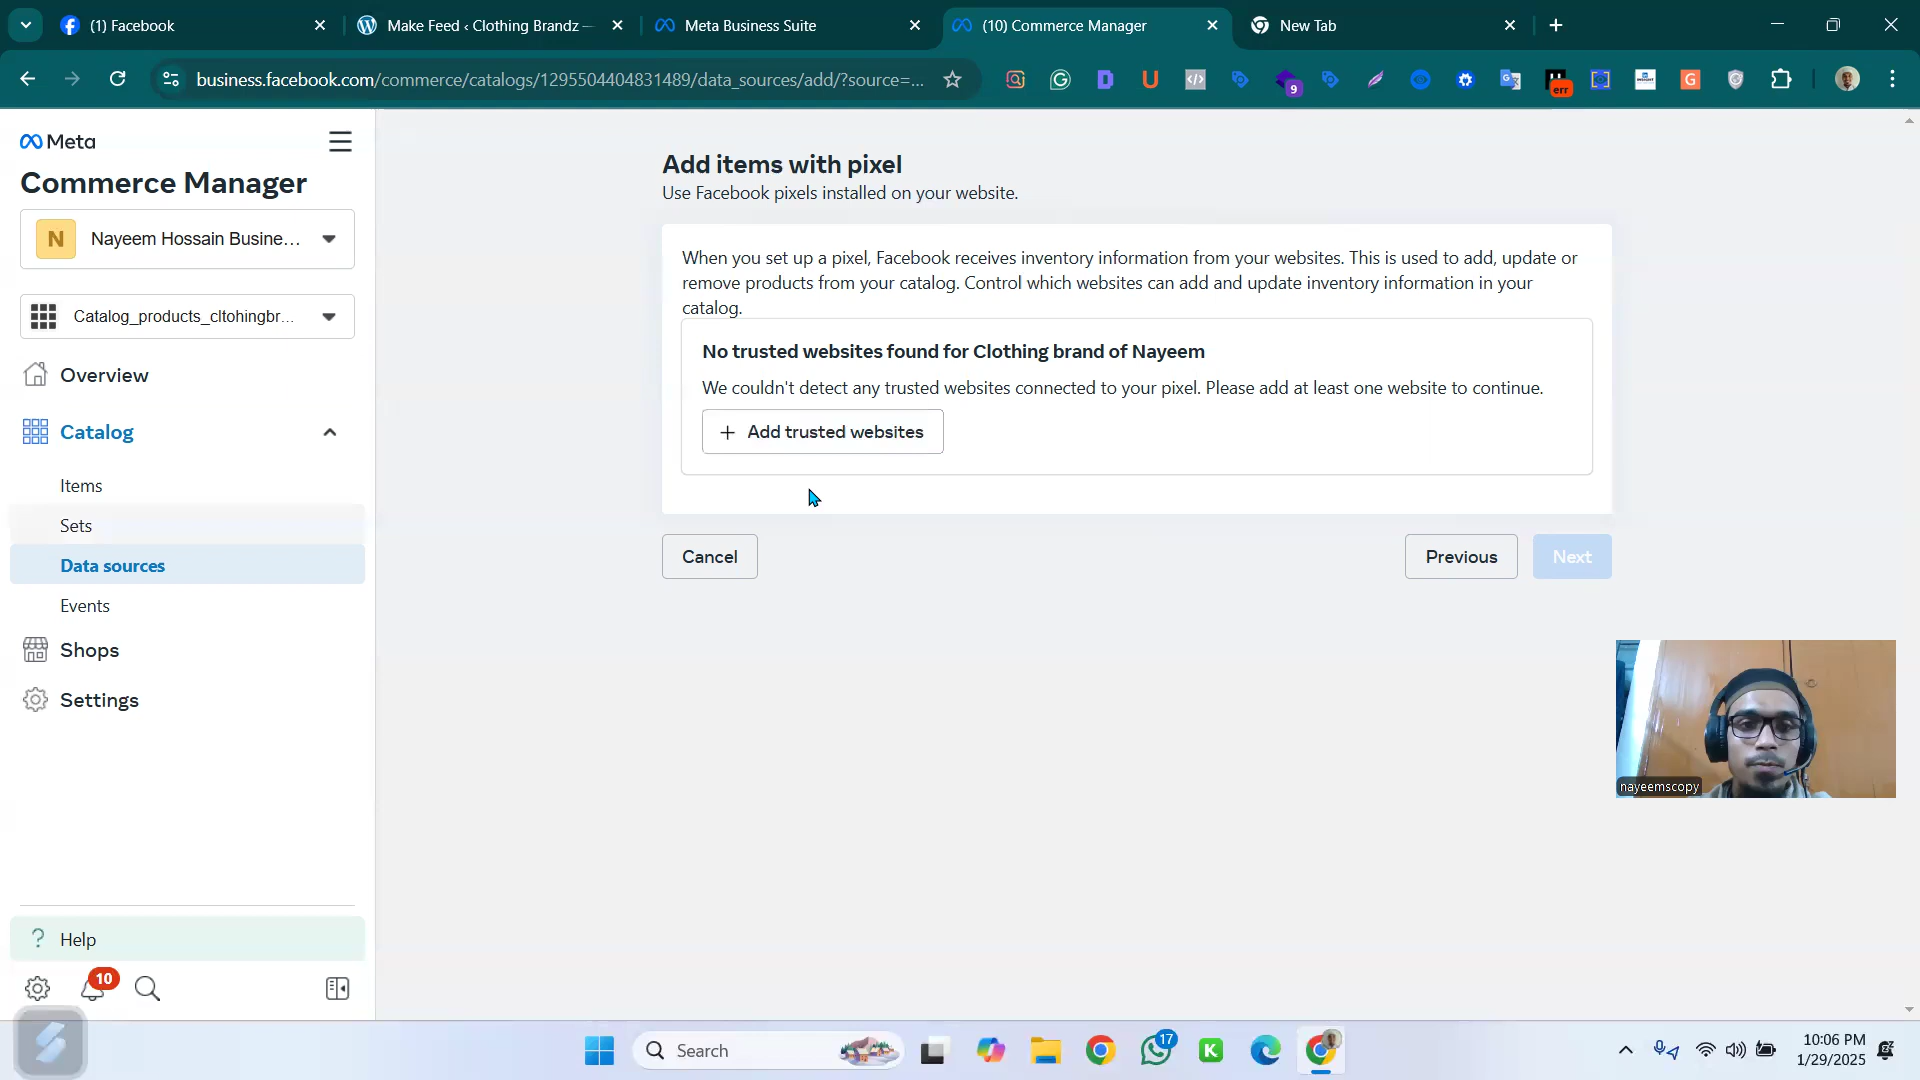 (1) Facebook
Make Feed ‹ Clothing Brandz —
Meta Business Suite
(10) Commerce Manager
New Tab
business.facebook.com/commerce/catalogs/1295504404831489/data_sources/add/?source=...
9
err
Meta
Commerce Manager
N
Nayeem Hossain Busine...
Catalog_products_cltohingbr...
Overview
Catalog
Items
Sets
Data sources
Events
Shops
Settings
Help
10
Add items with pixel
Use Facebook pixels installed on your website.
When you set up a pixel, Facebook receives inventory information from your websites. This is used to add, update or
remove products from your catalog. Control which websites can add and update inventory information in your
catalog.
No trusted websites found for Clothing brand of Nayeem
We couldn't detect any trusted websites connected to your pixel. Please add at least one website to continue.
+ Add trusted websites
Cancel
Previous
Next
nayeemscopy
Search
17
K
10:06 PM
1/29/2025